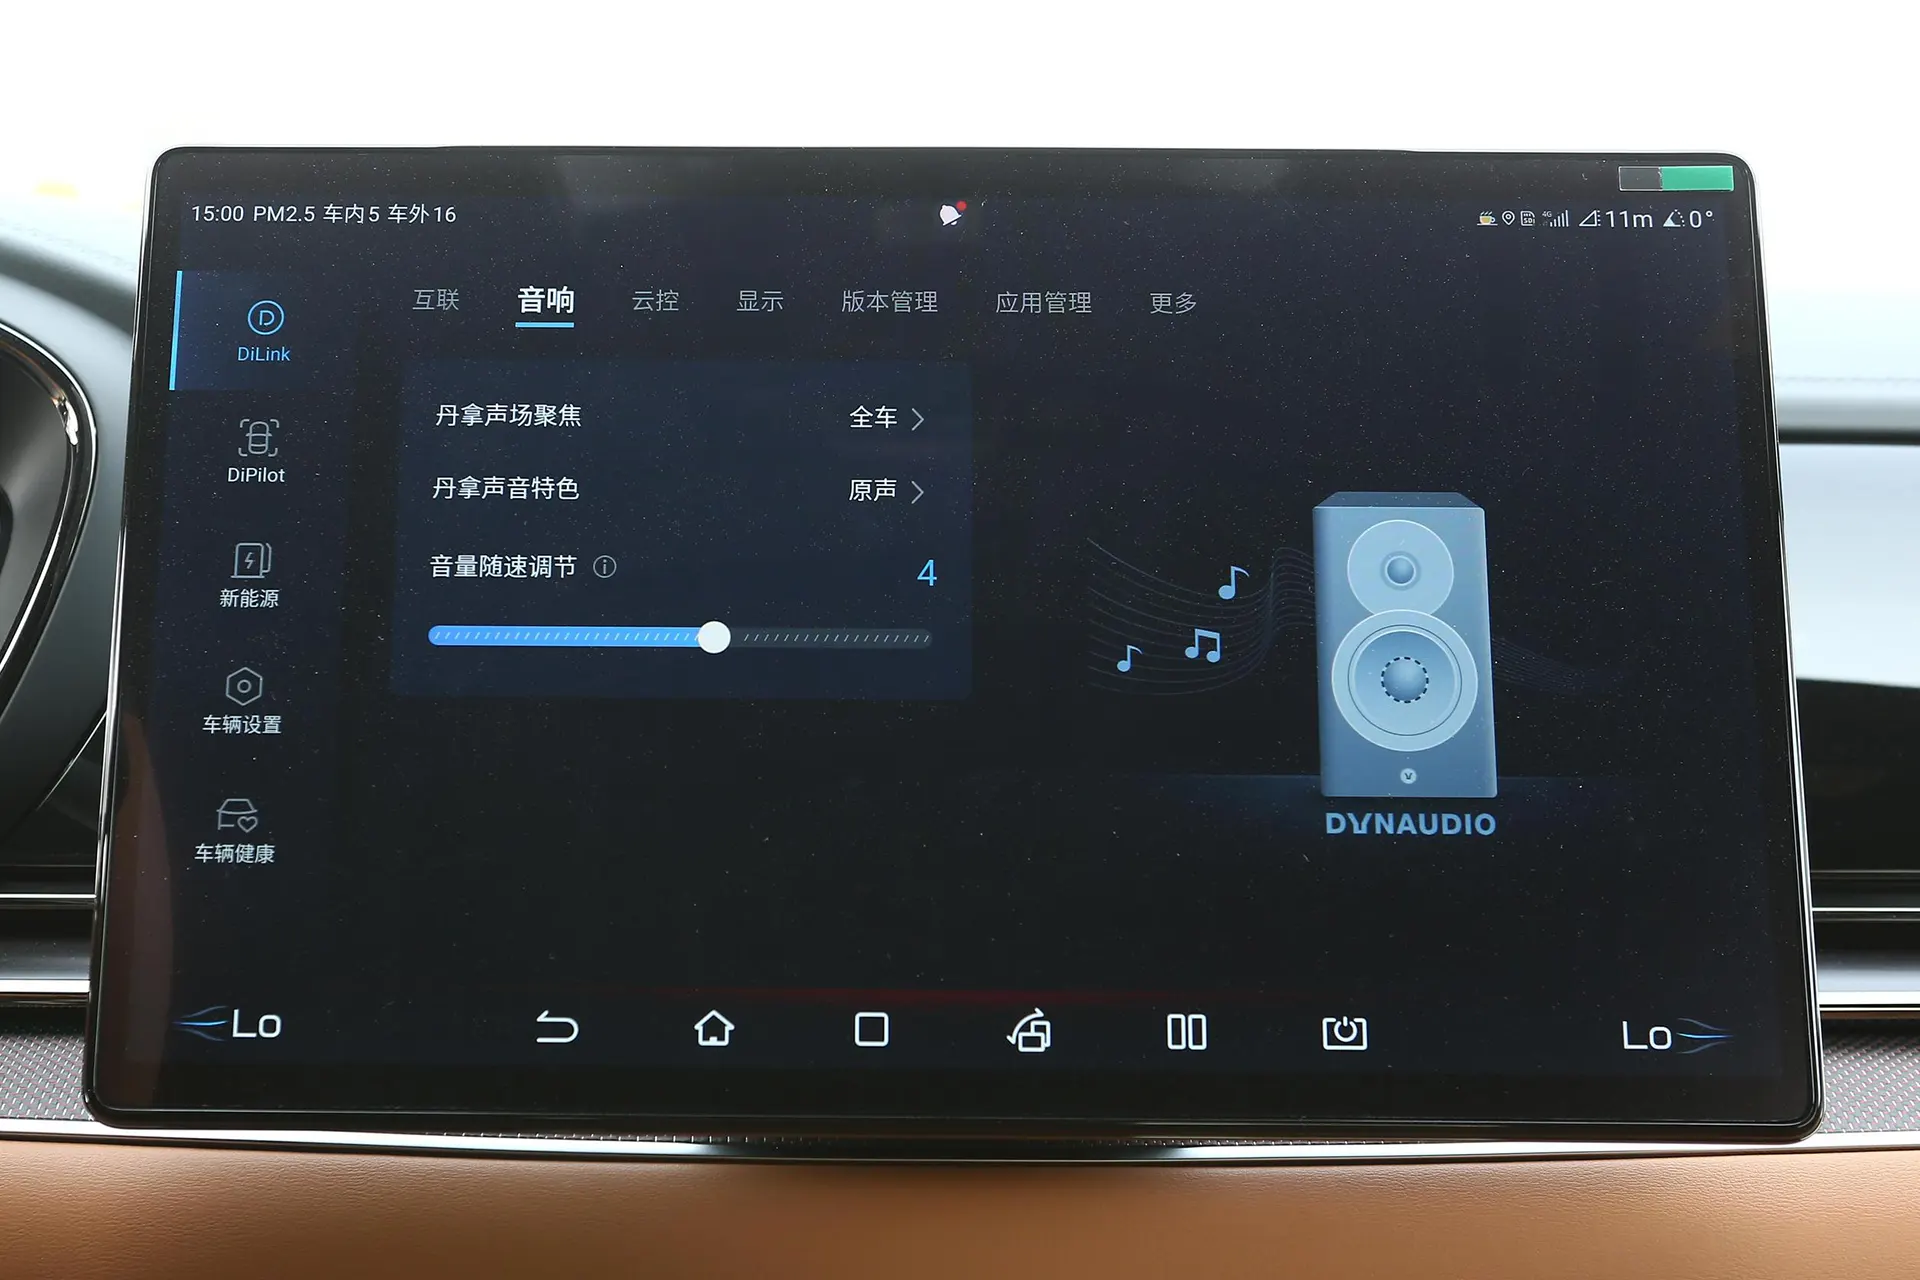 15:00 PM2.5 车内5 车外16
4G 11m 0°
互联 音响 云控 显示 版本管理 应用管理 更多
DiLink
DiPilot
新能源
车辆设置
车辆健康
丹拿声场聚焦 全车
丹拿声音特色 原声
音量随速调节 4
DYNAUDIO
Lo
Lo